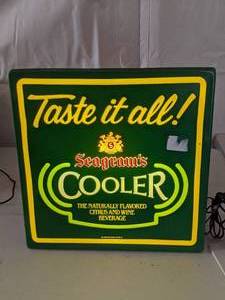 Taste it all!
S
Seagram's
COOLER
THE NATURALLY FLAVORED
CITRUS AND WINE
BEVERAGE